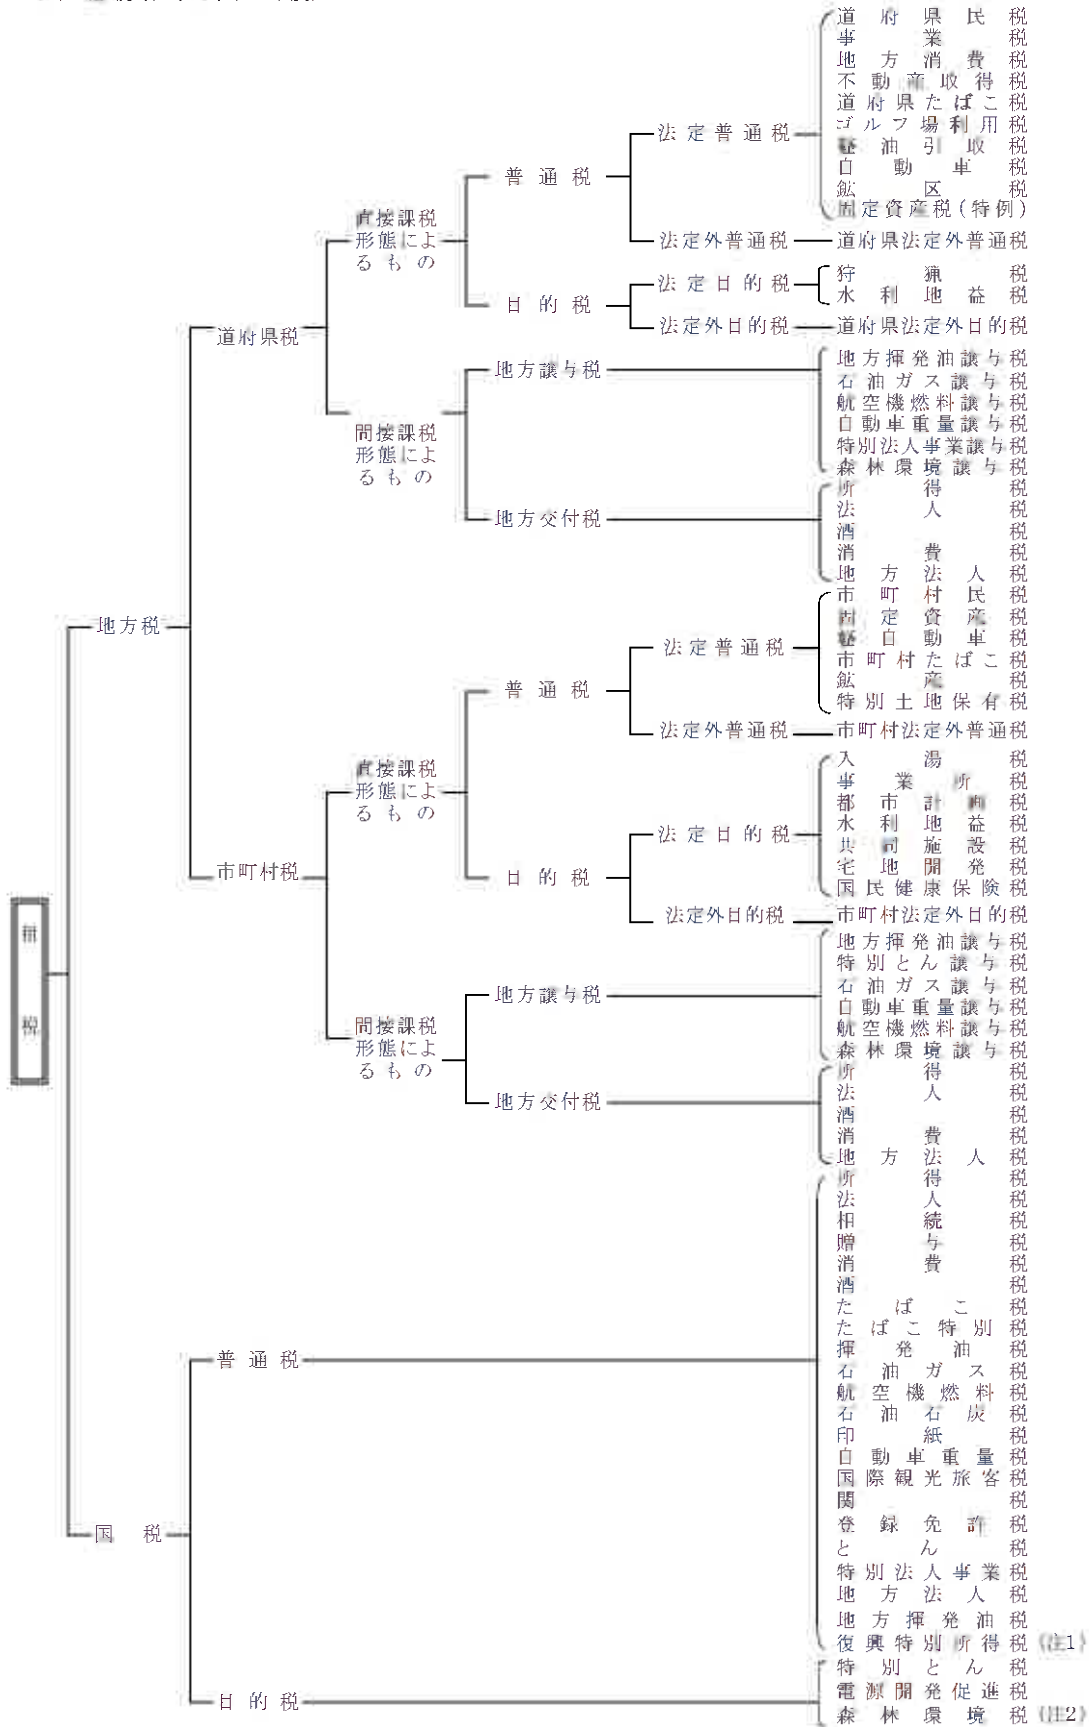 道府県民税
事業税
地方消費税
不動産取得税
道府県たばこ税
ゴルフ場利用税
軽油引取税
自動車税
鉱区税
固定資産税(特例)
法定普通税
普通税
直接課税
形態によ
るもの
法定外普通税
道府県法定外普通税
法定目的税
狩猟税
水利地益税
目的税
法定外目的税
道府県法定外目的税
道府県税
地方譲与税
地方揮発油譲与税
石油ガス譲与税
航空機燃料譲与税
自動車重量譲与税
特別法人事業譲与税
森林環境譲与税
間接課税
形態によ
るもの
地方交付税
所得税
法人税
酒税
消費税
地方法人税
地方税
市町村民税
固定資産税
軽自動車税
市町村たばこ税
鉱産税
特別土地保有税
法定普通税
普通税
法定外普通税
市町村法定外普通税
直接課税
形態によ
るもの
入湯税
事業所税
都市計画税
水利地益税
共同施設税
宅地開発税
国民健康保険税
法定目的税
目的税
市町村税
法定外目的税
市町村法定外目的税
地方譲与税
地方揮発油譲与税
特別とん譲与税
石油ガス譲与税
自動車重量譲与税
航空機燃料譲与税
森林環境譲与税
間接課税
形態によ
るもの
地方交付税
所得税
法人税
酒税
消費税
地方法人税
租税
所得税
法人税
相続税
贈与税
消費税
酒税
たばこ税
たばこ特別税
揮発油税
石油ガス税
航空機燃料税
石油石炭税
印紙税
自動車重量税
国際観光旅客税
関税
登録免許税
とん税
特別法人事業税
地方法人税
地方揮発油税
復興特別所得税(注1)
普通税
国税
目的税
特別とん税
電源開発促進税
森林環境税(注2)